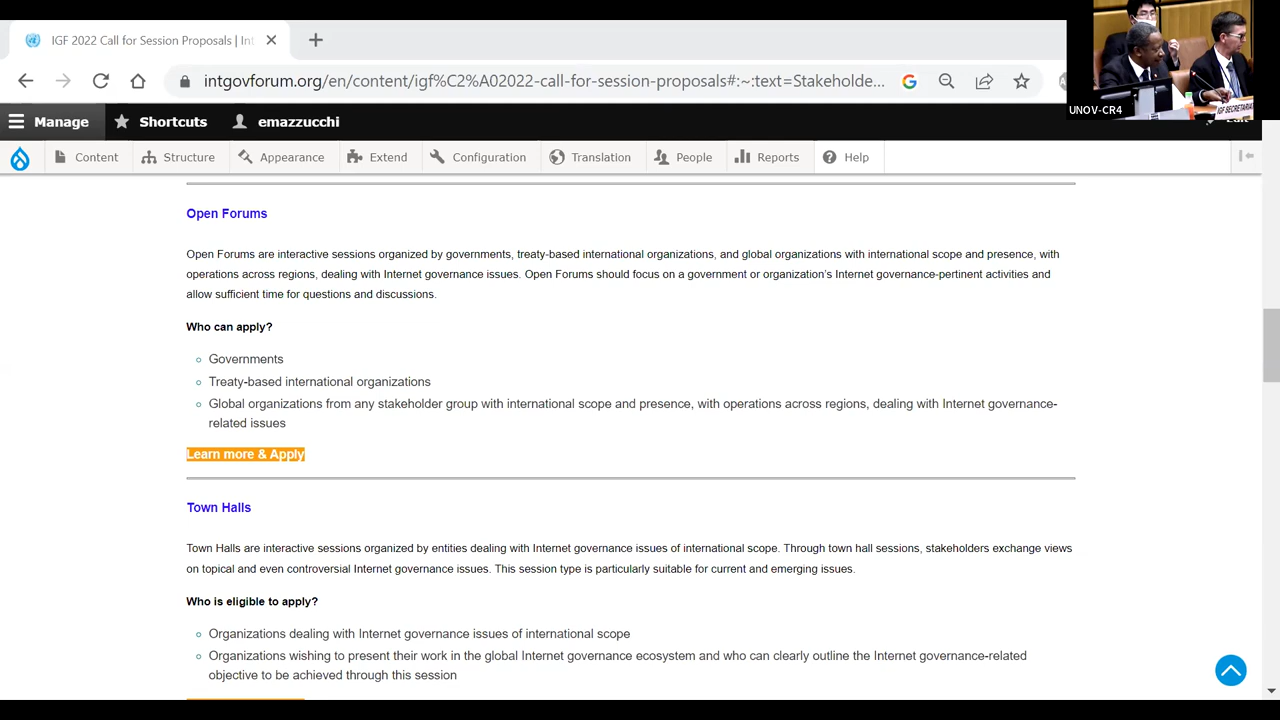 IGF 2022 Call for Session Proposals | Int
intgovforum.org/en/content/igf%C2%A02022-call-for-session-proposals#:~:text=Stakeholde...
UNOV-CR4
IGF SECRETARIAT
Manage Shortcuts emazzucchi Edit
Content Structure Appearance Extend Configuration Translation People Reports Help
Open Forums
Open Forums are interactive sessions organized by governments, treaty-based international organizations, and global organizations with international scope and presence, with
operations across regions, dealing with Internet governance issues. Open Forums should focus on a government or organization's Internet governance-pertinent activities and
allow sufficient time for questions and discussions.
Who can apply?
Governments
Treaty-based international organizations
Global organizations from any stakeholder group with international scope and presence, with operations across regions, dealing with Internet governance-
related issues
Learn more & Apply
Town Halls
Town Halls are interactive sessions organized by entities dealing with Internet governance issues of international scope. Through town hall sessions, stakeholders exchange views
on topical and even controversial Internet governance issues. This session type is particularly suitable for current and emerging issues.
Who is eligible to apply?
Organizations dealing with Internet governance issues of international scope
Organizations wishing to present their work in the global Internet governance ecosystem and who can clearly outline the Internet governance-related
objective to be achieved through this session